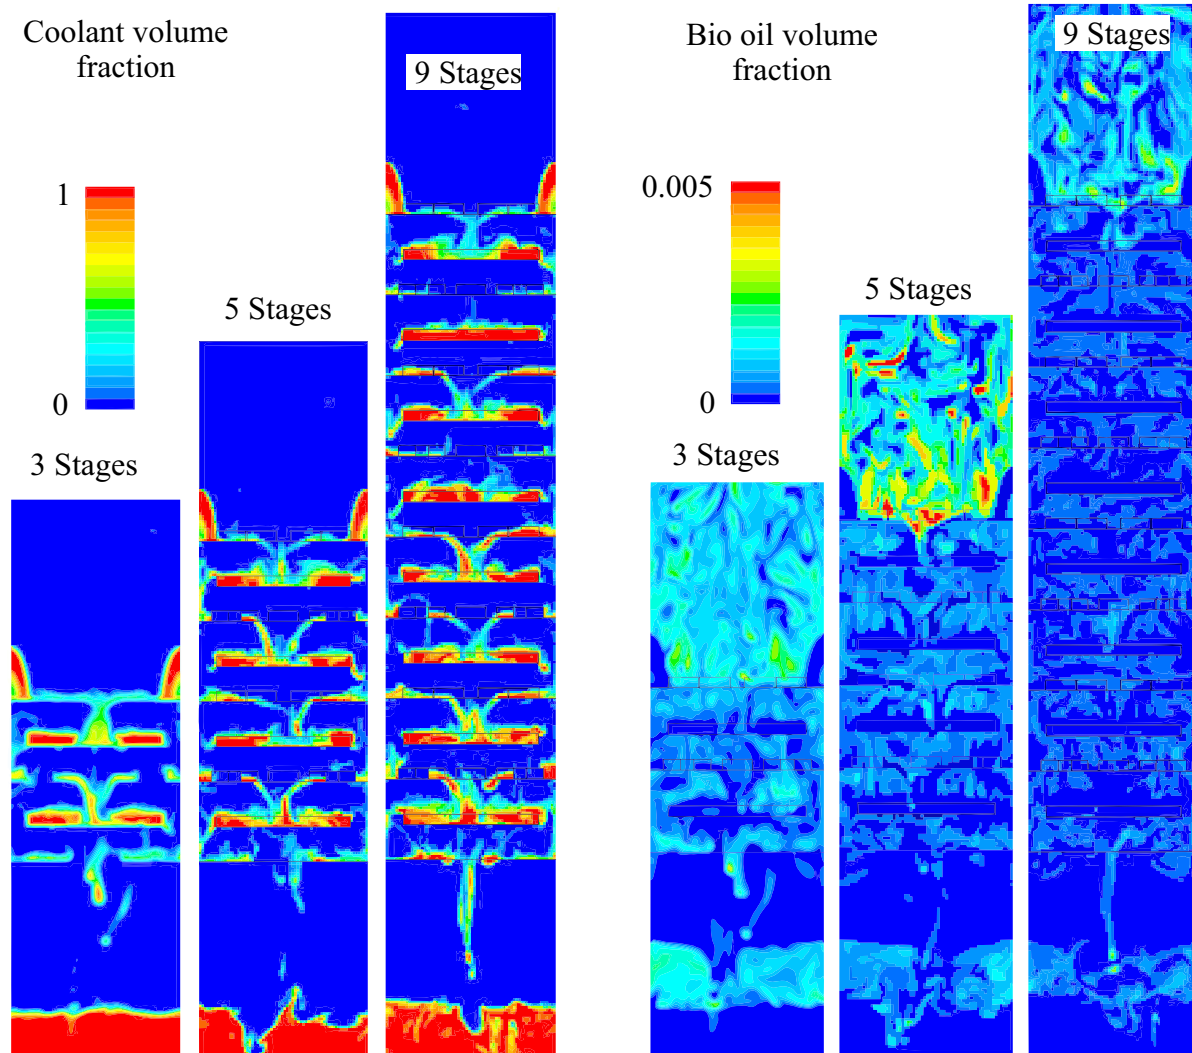 Coolant volume
fraction
9 Stages
1
0
5 Stages
3 Stages
Bio oil volume
fraction
9 Stages
0.005
0
5 Stages
3 Stages